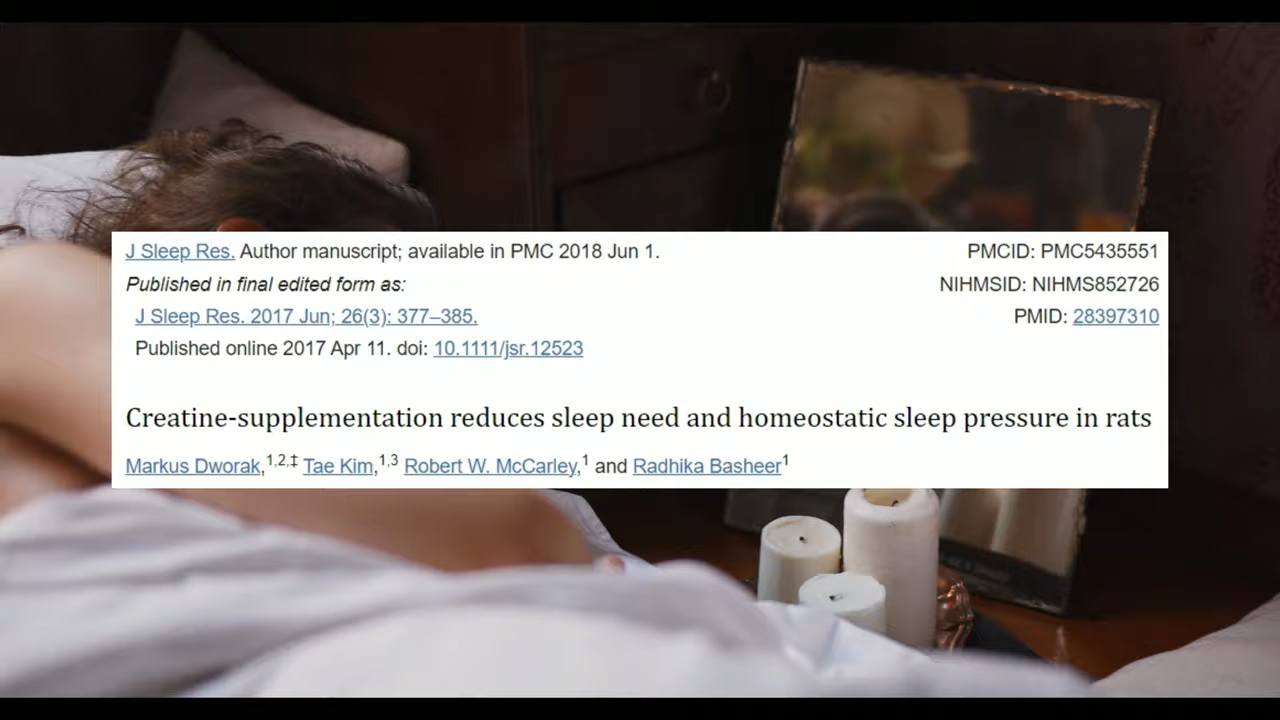 J Sleep Res. Author manuscript; available in PMC 2018 Jun 1.
PMCID: PMC5435551
Published in final edited form as:
NIHMSID: NIHMS852726
J Sleep Res. 2017 Jun; 26(3): 377–385.
PMID: 28397310
Published online 2017 Apr 11. doi: 10.1111/jsr.12523
Creatine-supplementation reduces sleep need and homeostatic sleep pressure in rats
Markus Dworak,1,2,‡ Tae Kim,1,3 Robert W. McCarley,1 and Radhika Basheer1